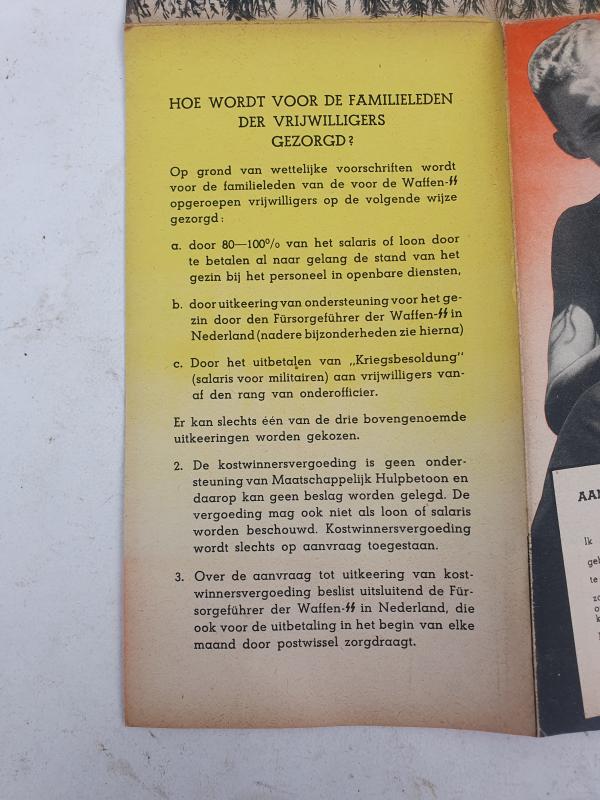 HOE WORDT VOOR DE FAMILIELEDEN
DER VRIJWILLIGERS
GEZORGD?
Op grond van wettelijke voorschriften wordt
voor de familieleden van de voor de Waffen-ᛋᛋ
opgeroepen vrijwilligers op de volgende wijze
gezorgd:
a. door 80—100% van het salaris of loon door
te betalen al naar gelang de stand van het
gezin bij het personeel in openbare diensten,
b. door uitkeering van ondersteuning voor het ge-
zin door den Fürsorgeführer der Waffen-ᛋᛋ in
Nederland (nadere bijzonderheden zie hierna)
c. Door het uitbetalen van „Kriegsbesoldung"
(salaris voor militairen) aan vrijwilligers van-
af den rang van onderofficier.
Er kan slechts één van de drie bovengenoemde
uitkeeringen worden gekozen.
2. De kostwinnersvergoeding is geen onder-
steuning van Maatschappelijk Hulpbetoon en
daarop kan geen beslag worden gelegd. De
vergoeding mag ook niet als loon of salaris
worden beschouwd. Kostwinnersvergoeding
wordt slechts op aanvraag toegestaan.
3. Over de aanvraag tot uitkeering van kost-
winnersvergoeding beslist uitsluitend de Für-
sorgeführer der Waffen-ᛋᛋ in Nederland, die
ook voor de uitbetaling in het begin van elke
maand door postwissel zorgdraagt.
Ik
te